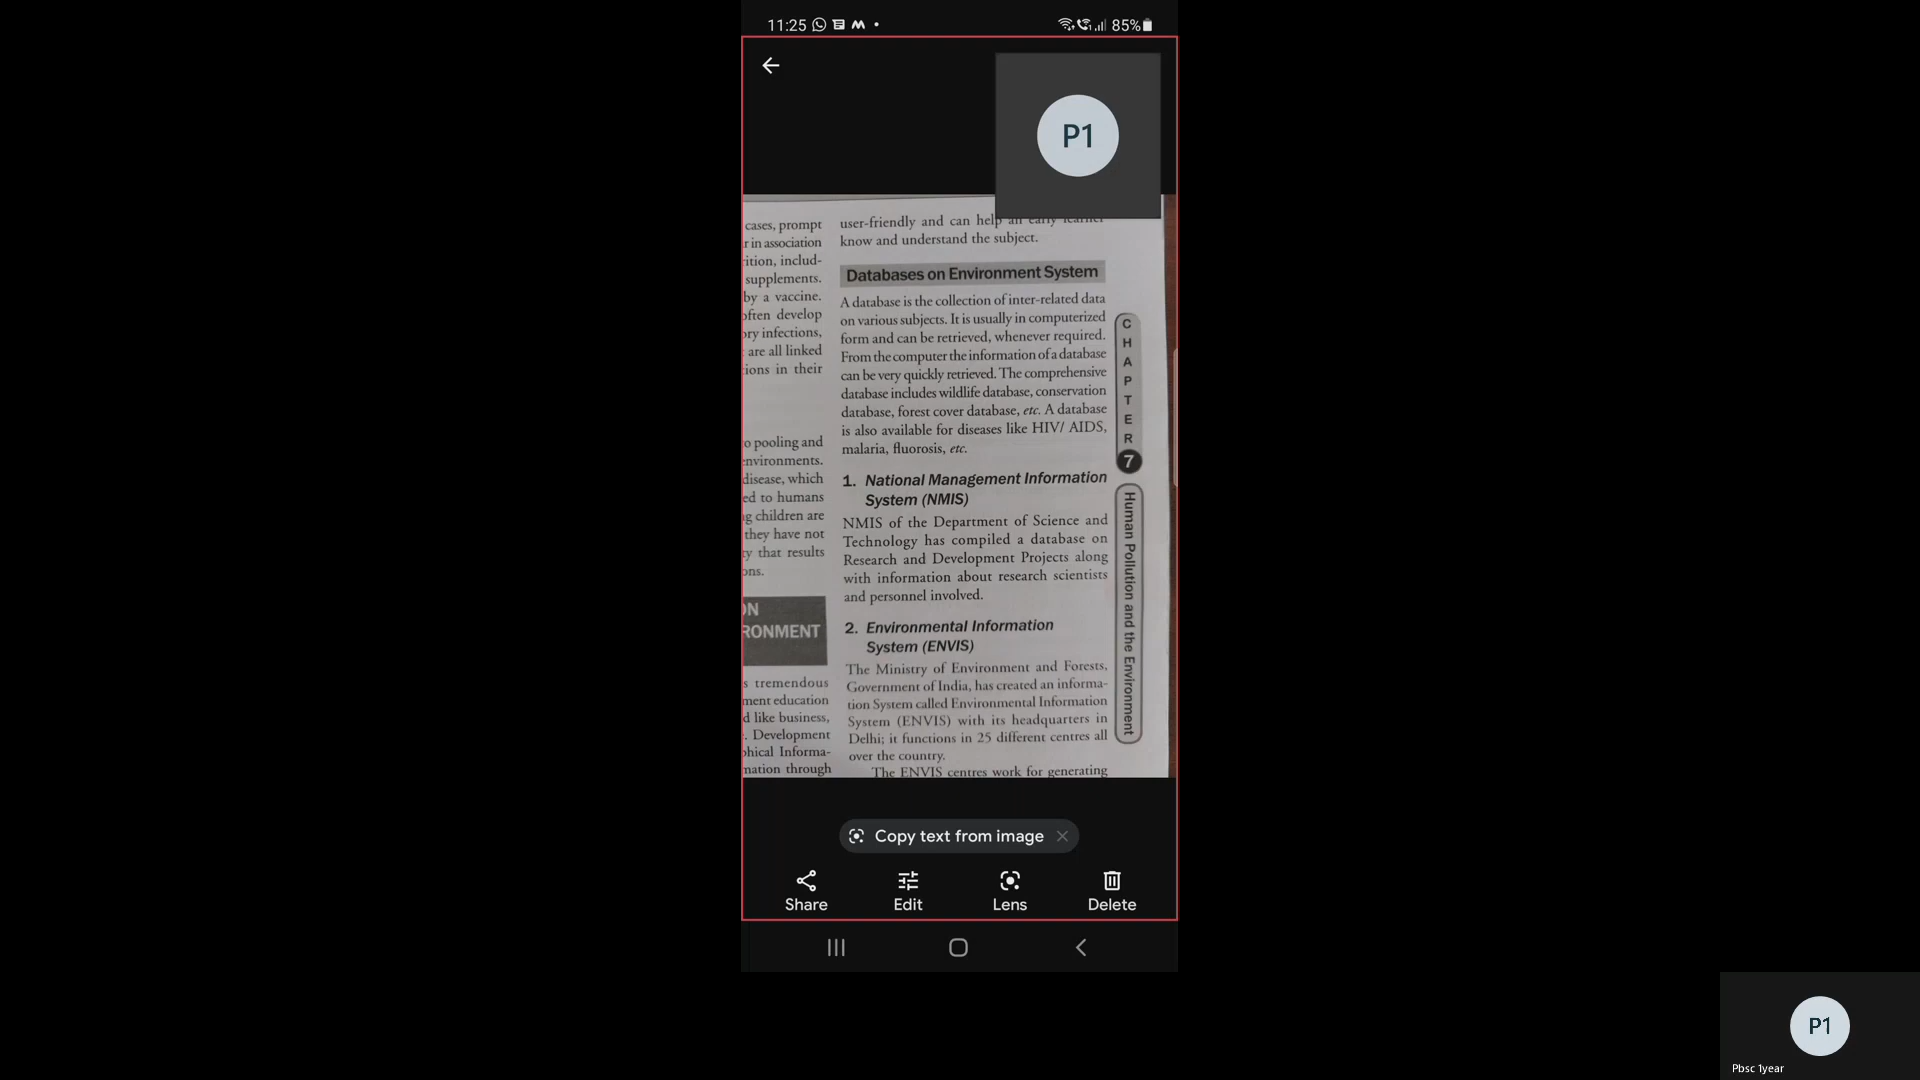 11:25
85%
P1
cases, prompt
r in association
rition, includ-
supplements.
by a vaccine.
often develop
ory infections,
are all linked
ions in their
o pooling and
environments.
disease, which
ed to humans
ng children are
they have not
ty that results
ons.
ON
RONMENT
s tremendous
ment education
d like business,
. Development
phical Informa-
mation through
user-friendly and can help an early learner
know and understand the subject.
Databases on Environment System
A database is the collection of inter-related data
on various subjects. It is usually in computerized
form and can be retrieved, whenever required.
From the computer the information of a database
can be very quickly retrieved. The comprehensive
database includes wildlife database, conservation
database, forest cover database, etc. A database
is also available for diseases like HIV/ AIDS,
malaria, fluorosis, etc.
1. National Management Information
System (NMIS)
NMIS of the Department of Science and
Technology has compiled a database on
Research and Development Projects along
with information about research scientists
and personnel involved.
2. Environmental Information
System (ENVIS)
The Ministry of Environment and Forests,
Government of India, has created an informa-
tion System called Environmental Information
System (ENVIS) with its headquarters in
Delhi; it functions in 25 different centres all
over the country.
The ENVIS centres work for generating
CHAPTER
7
Human Pollution and the Environment
Copy text from image
Share
Edit
Lens
Delete
P1
Pbsc 1year